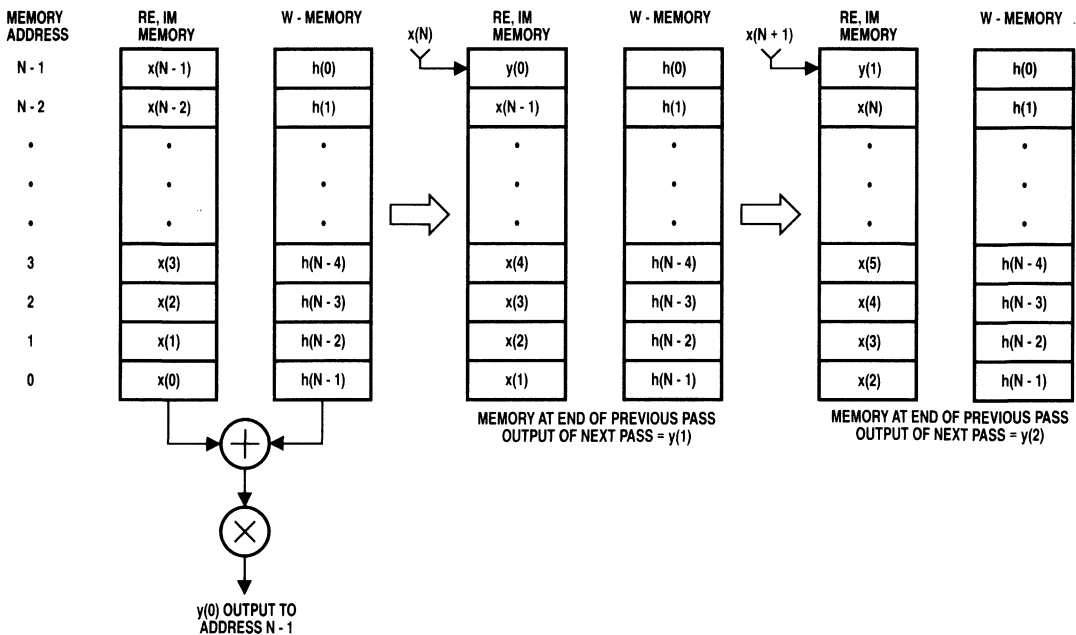 MEMORY ADDRESS
RE, IM MEMORY
W - MEMORY
RE, IM MEMORY
W - MEMORY
RE, IM MEMORY
W - MEMORY
x(N)
x(N + 1)
N - 1 x(N - 1) h(0) y(0) h(0) y(1) h(0)
N - 2 x(N - 2) h(1) x(N - 1) h(1) x(N) h(1)
3 x(3) h(N - 4) x(4) h(N - 4) x(5) h(N - 4)
2 x(2) h(N - 3) x(3) h(N - 3) x(4) h(N - 3)
1 x(1) h(N - 2) x(2) h(N - 2) x(3) h(N - 2)
0 x(0) h(N - 1) x(1) h(N - 1) x(2) h(N - 1)
MEMORY AT END OF PREVIOUS PASS
OUTPUT OF NEXT PASS = y(1)
MEMORY AT END OF PREVIOUS PASS
OUTPUT OF NEXT PASS = y(2)
+
×
y(0) OUTPUT TO
ADDRESS N - 1